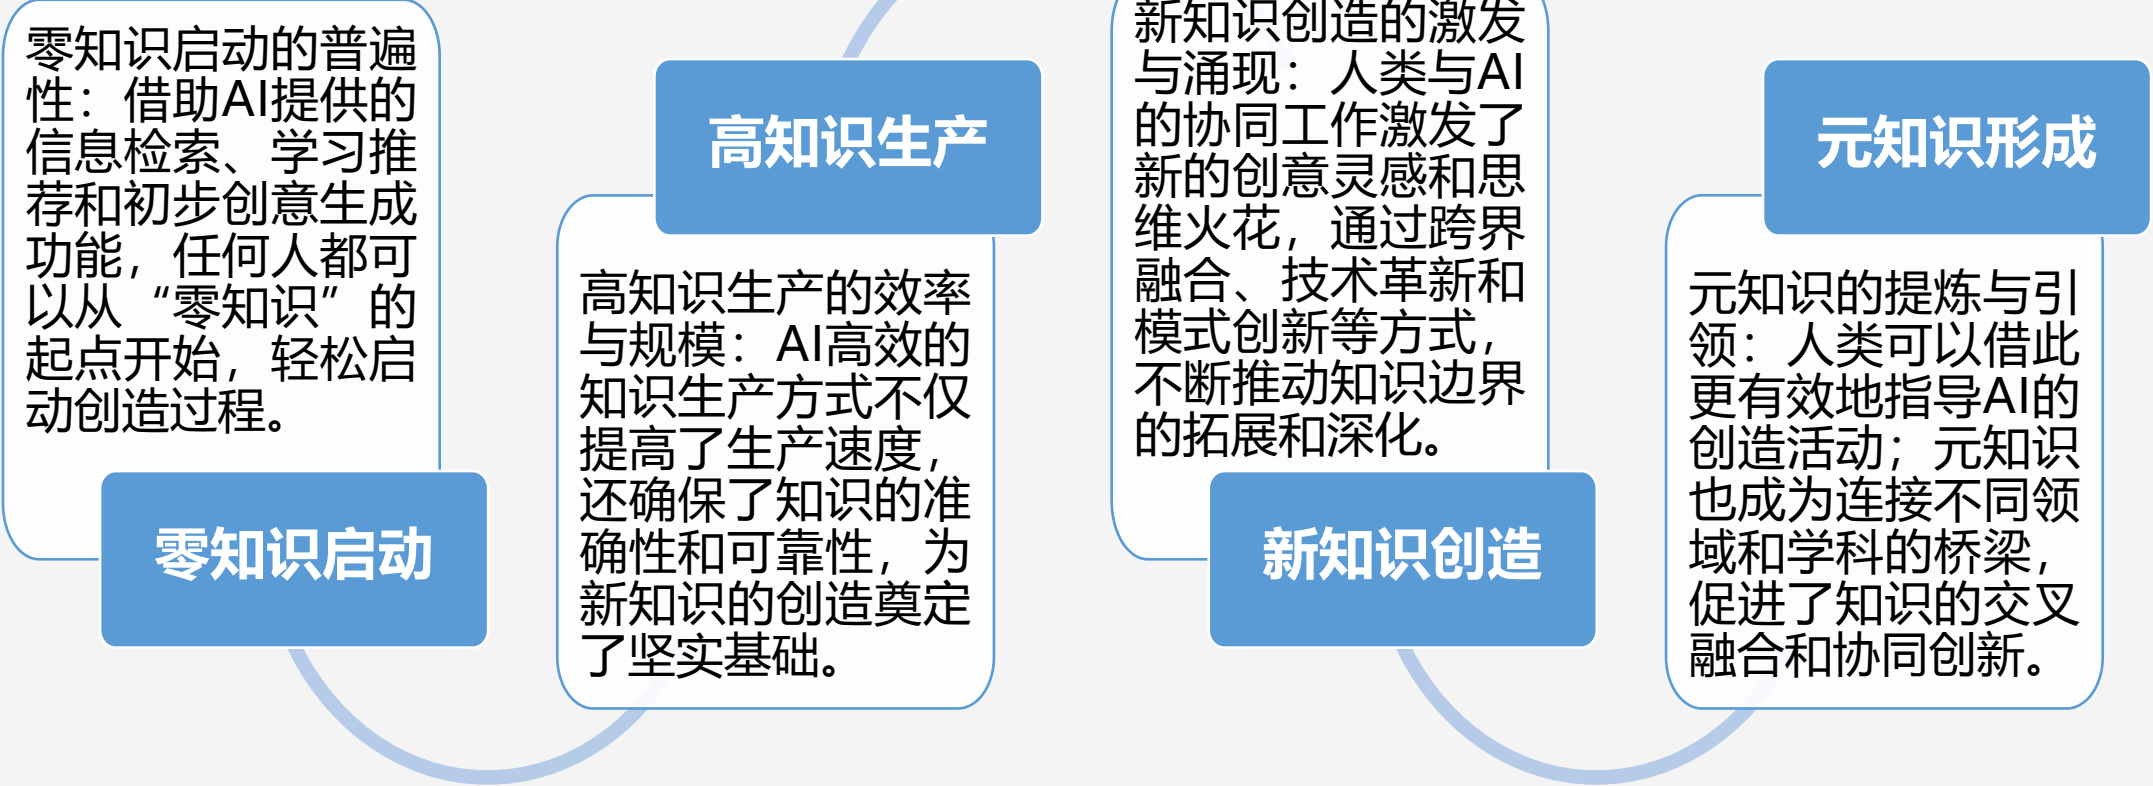 零知识启动的普遍
性：借助AI提供的
信息检索、学习推
荐和初步创意生成
功能，任何人都可
以从“零知识”的
起点开始，轻松启
动创造过程。
零知识启动
高知识生产
高知识生产的效率
与规模：AI高效的
知识生产方式不仅
提高了生产速度，
还确保了知识的准
确性和可靠性，为
新知识的创造奠定
了坚实基础。
新知识创造的激发
与涌现：人类与AI
的协同工作激发了
新的创意灵感和思
维火花，通过跨界
融合、技术革新和
模式创新等方式，
不断推动知识边界
的拓展和深化。
新知识创造
元知识形成
元知识的提炼与引
领：人类可以借此
更有效地指导AI的
创造活动；元知识
也成为连接不同领
域和学科的桥梁，
促进了知识的交叉
融合和协同创新。